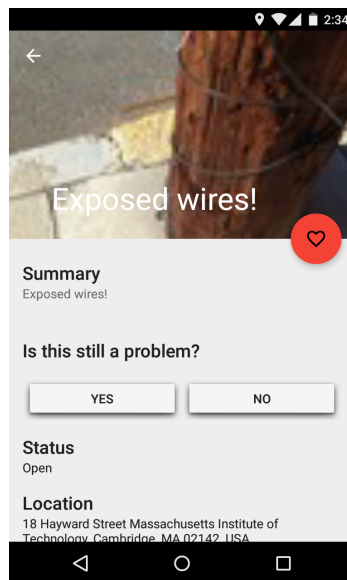 2:34
Exposed wires!
Summary
Exposed wires!
Is this still a problem?
YES
NO
Status
Open
Location
18 Hayward Street Massachusetts Institute of
Technology, Cambridge, MA 02142, USA